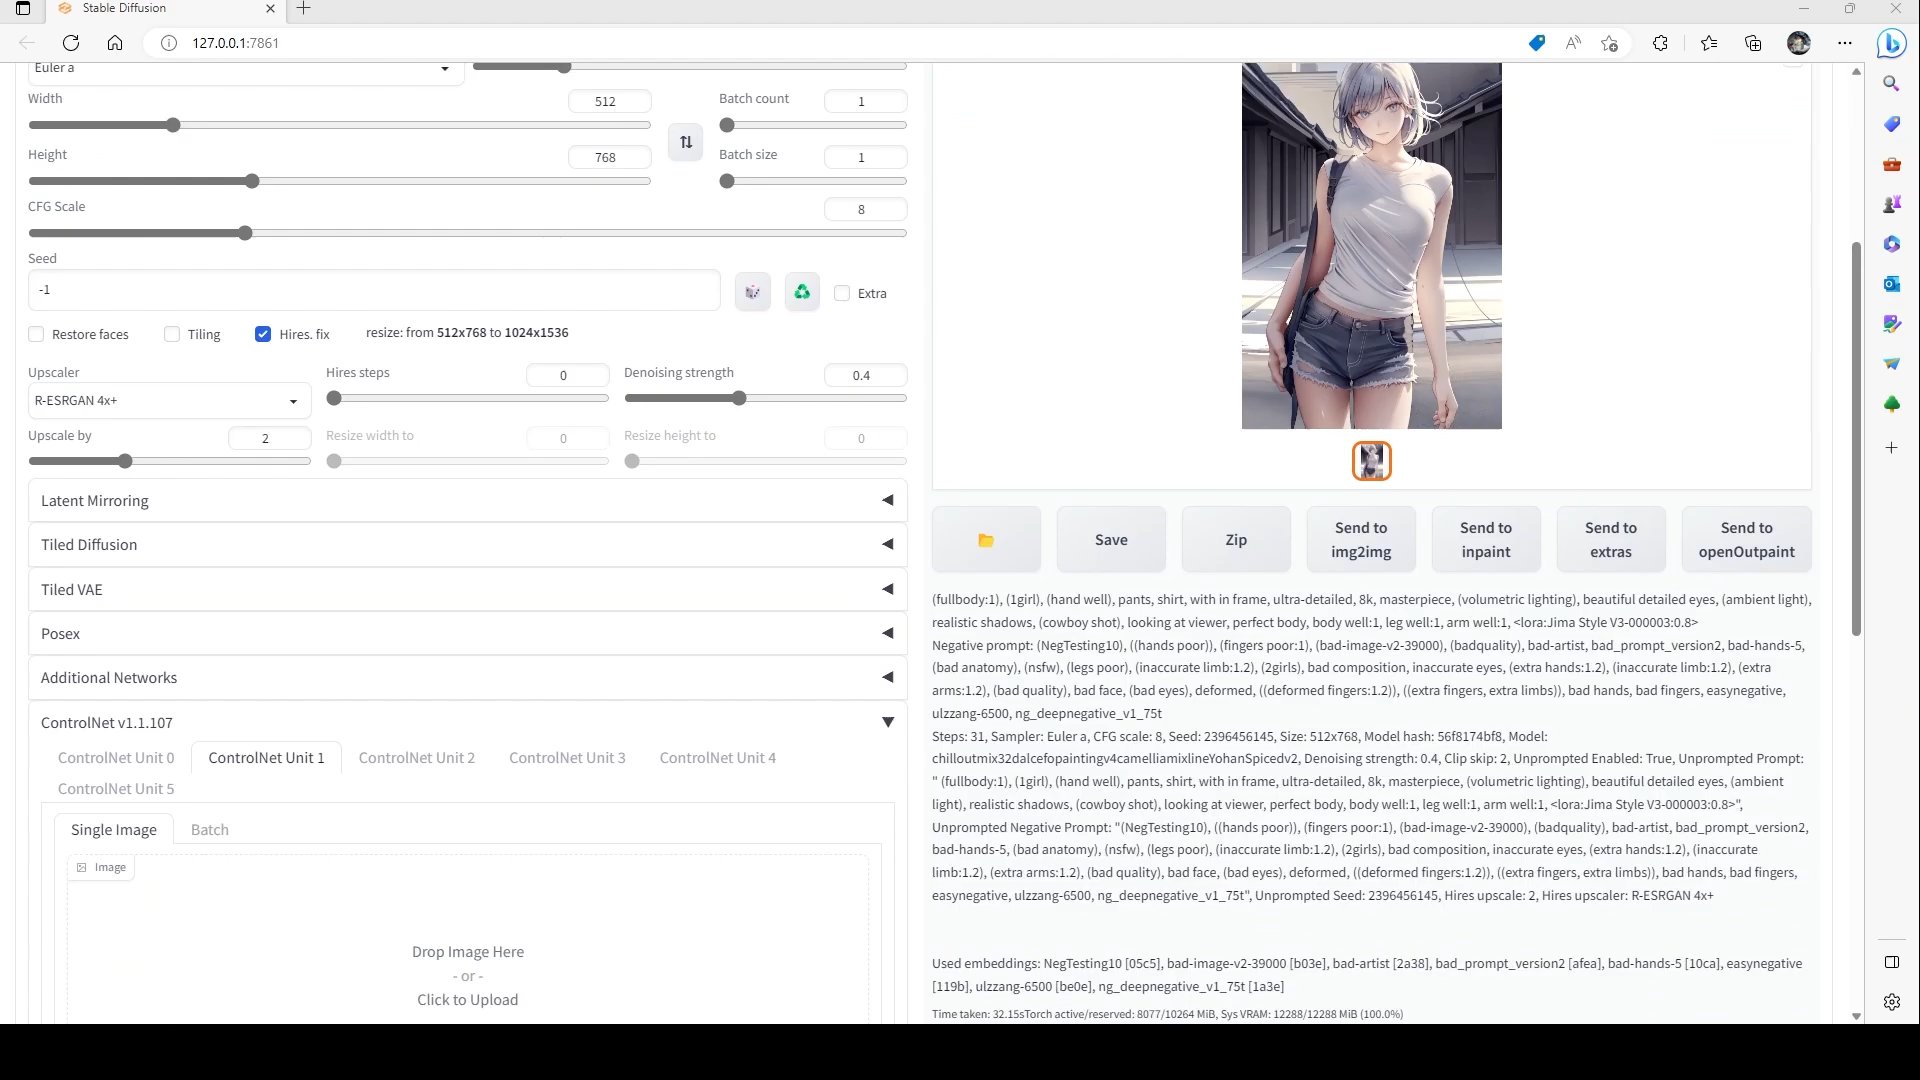 Stable Diffusion
127.0.0.1:7861
Euler a
Width
512
Batch count
1
Height
768
Batch size
1
CFG Scale
8
Seed
-1
Extra
Restore faces
Tiling
Hires. fix
resize: from 512x768 to 1024x1536
Upscaler
R-ESRGAN 4x+
Hires steps
0
Denoising strength
0.4
Upscale by
2
Resize width to
0
Resize height to
0
Latent Mirroring
Tiled Diffusion
Tiled VAE
Posex
Additional Networks
ControlNet v1.1.107
ControlNet Unit 0
ControlNet Unit 1
ControlNet Unit 2
ControlNet Unit 3
ControlNet Unit 4
ControlNet Unit 5
Single Image
Batch
Image
Drop Image Here
- or -
Click to Upload
Save
Zip
Send to
img2img
Send to
inpaint
Send to
extras
Send to
openOutpaint
(fullbody:1), (1girl), (hand well), pants, shirt, with in frame, ultra-detailed, 8k, masterpiece, (volumetric lighting), beautiful detailed eyes, (ambient light),
realistic shadows, (cowboy shot), looking at viewer, perfect body, body well:1, leg well:1, arm well:1, <lora:Jima Style V3-000003:0.8>
Negative prompt: (NegTesting10), ((hands poor)), (fingers poor:1), (bad-image-v2-39000), (badquality), bad-artist, bad_prompt_version2, bad-hands-5,
(bad anatomy), (nsfw), (legs poor), (inaccurate limb:1.2), (2girls), bad composition, inaccurate eyes, (extra hands:1.2), (inaccurate limb:1.2), (extra
arms:1.2), (bad quality), bad face, (bad eyes), deformed, ((deformed fingers:1.2)), ((extra fingers, extra limbs)), bad hands, bad fingers, easynegative,
ulzzang-6500, ng_deepnegative_v1_75t
Steps: 31, Sampler: Euler a, CFG scale: 8, Seed: 2396456145, Size: 512x768, Model hash: 56f8174bf8, Model:
chilloutmix32dalcefopaintingv4camelliamixlineYohanSpicedv2, Denoising strength: 0.4, Clip skip: 2, Unprompted Enabled: True, Unprompted Prompt:
" (fullbody:1), (1girl), (hand well), pants, shirt, with in frame, ultra-detailed, 8k, masterpiece, (volumetric lighting), beautiful detailed eyes, (ambient
light), realistic shadows, (cowboy shot), looking at viewer, perfect body, body well:1, leg well:1, arm well:1, <lora:Jima Style V3-000003:0.8>",
Unprompted Negative Prompt: "(NegTesting10), ((hands poor)), (fingers poor:1), (bad-image-v2-39000), (badquality), bad-artist, bad_prompt_version2,
bad-hands-5, (bad anatomy), (nsfw), (legs poor), (inaccurate limb:1.2), (2girls), bad composition, inaccurate eyes, (extra hands:1.2), (inaccurate
limb:1.2), (extra arms:1.2), (bad quality), bad face, (bad eyes), deformed, ((deformed fingers:1.2)), ((extra fingers, extra limbs)), bad hands, bad fingers,
easynegative, ulzzang-6500, ng_deepnegative_v1_75t", Unprompted Seed: 2396456145, Hires upscale: 2, Hires upscaler: R-ESRGAN 4x+
Used embeddings: NegTesting10 [05c5], bad-image-v2-39000 [b03e], bad-artist [2a38], bad_prompt_version2 [afea], bad-hands-5 [10ca], easynegative
[119b], ulzzang-6500 [be0e], ng_deepnegative_v1_75t [1a3e]
Time taken: 32.15sTorch active/reserved: 8077/10264 MiB, Sys VRAM: 12288/12288 MiB (100.0%)